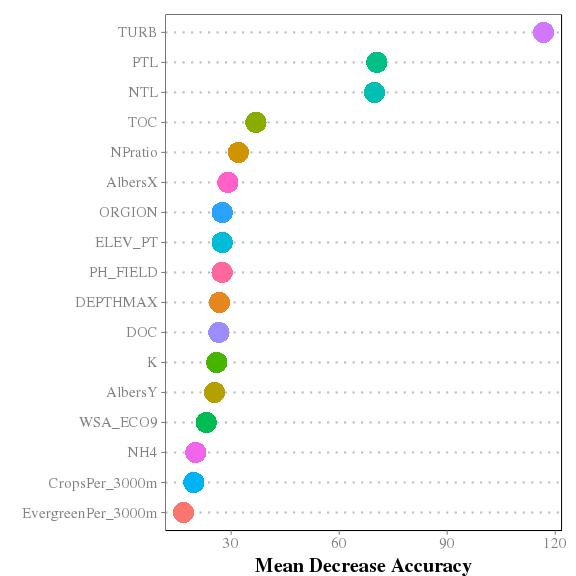 TURB
PTL
NTL
TOC
NPratio
AlbersX
ORGION
ELEV_PT
PH_FIELD
DEPTHMAX
DOC
K
AlbersY
WSA_ECO9
NH4
CropsPer_3000m
EvergreenPer_3000m
30 60 90 120
Mean Decrease Accuracy